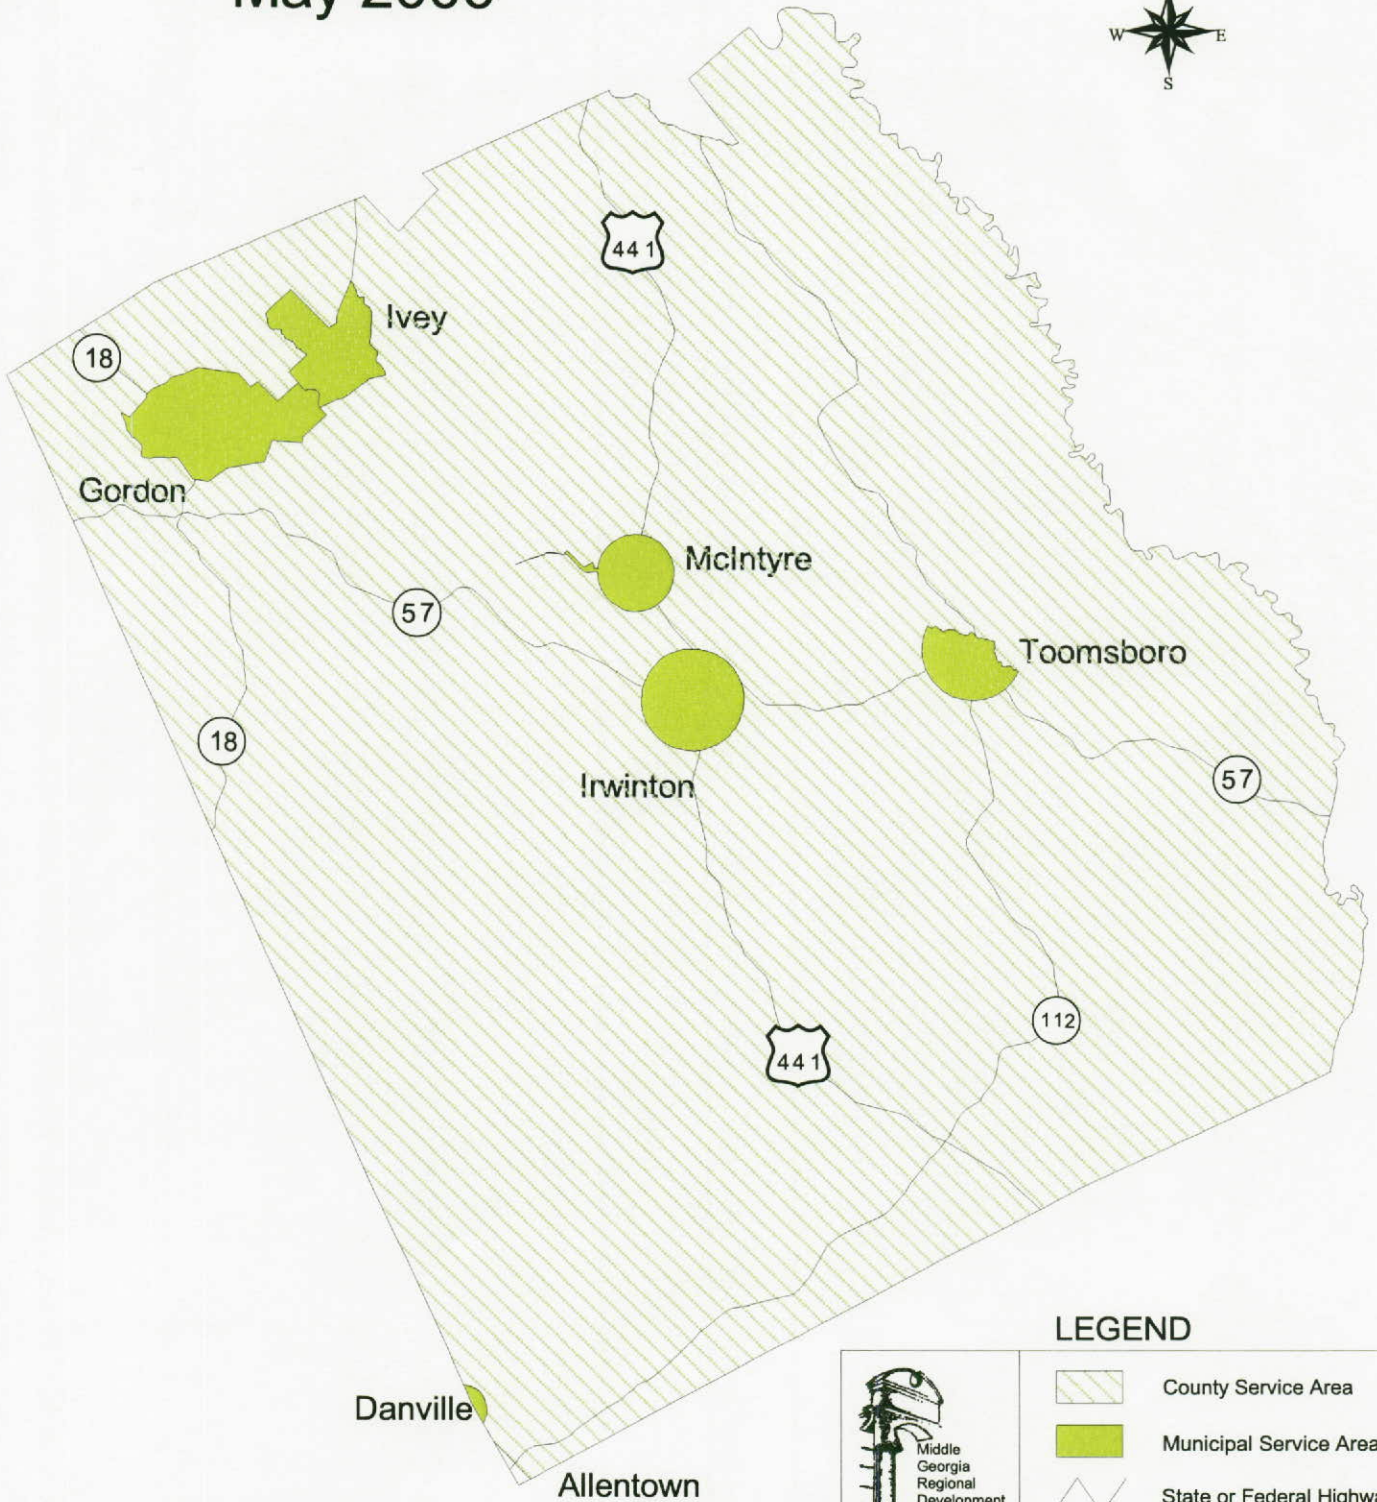 W E
S
441
Ivey
18
Gordon
McIntyre
57
Toomsboro
18
Irwinton
57
112
441
LEGEND
County Service Area
Municipal Service Area
Middle
Georgia
Regional
Development
Danville
Allentown